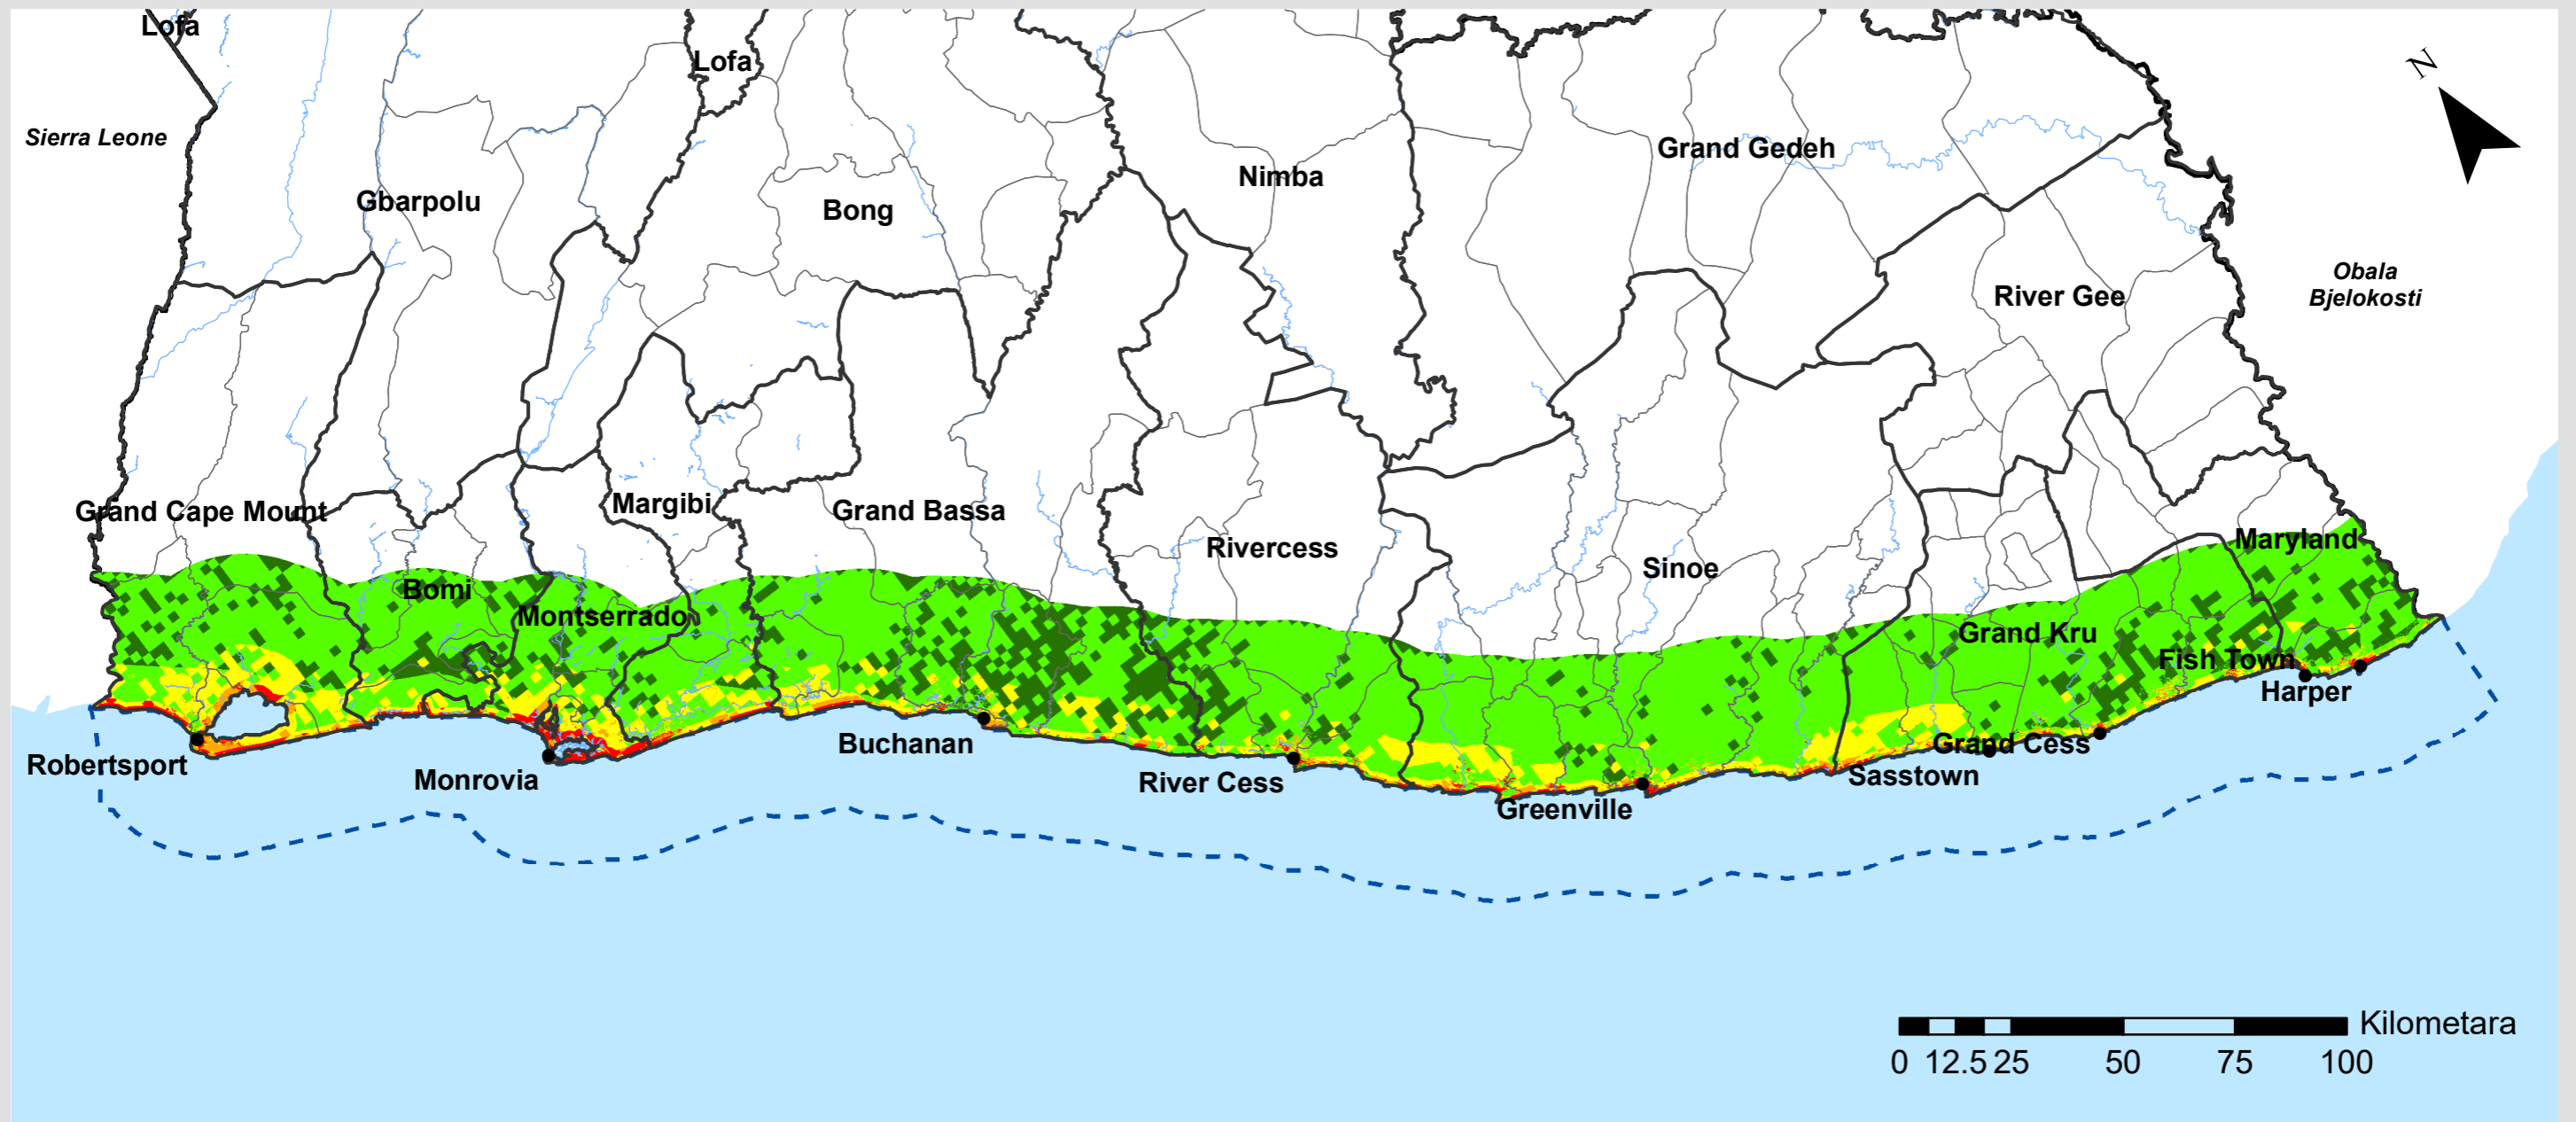 Lofa
Lofa
N
Sierra Leone
Grand Gedeh
Nimba
Gbarpolu
Bong
Obala
Bjelokosti
River Gee
Grand Cape Mount
Margibi
Grand Bassa
Rivercess
Maryland
Sinoe
Bomi
Montserrado
Grand Kru
Fish Town
Harper
Buchanan
Grand Cess
Robertsport
Monrovia
River Cess
Sasstown
Greenville
Kilometara
0 12.5 25 50 75 100